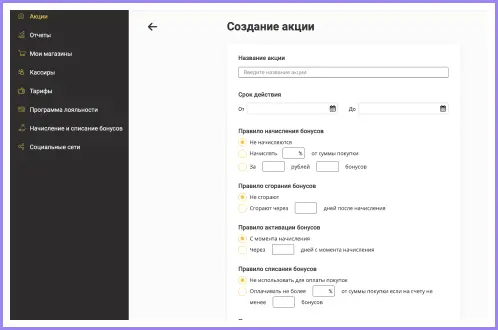 Акции
Отчеты
Мои магазины
Кассиры
Тарифы
Программа лояльности
Начисление и списание бонусов
Социальные сети
Создание акции
Название акции
Введите название акции
Срок действия
От До
Правило начисления бонусов
Не начисляются
Начислять % от суммы покупки
За рублей бонусов
Правило сгорания бонусов
Не сгорают
Сгорают через дней после начисления
Правило активации бонусов
С момента начисления
Через дней с момента начисления
Правило списания бонусов
Не использовать для оплаты покупок
Оплачивать не более % от суммы покупки если на счету не
менее бонусов